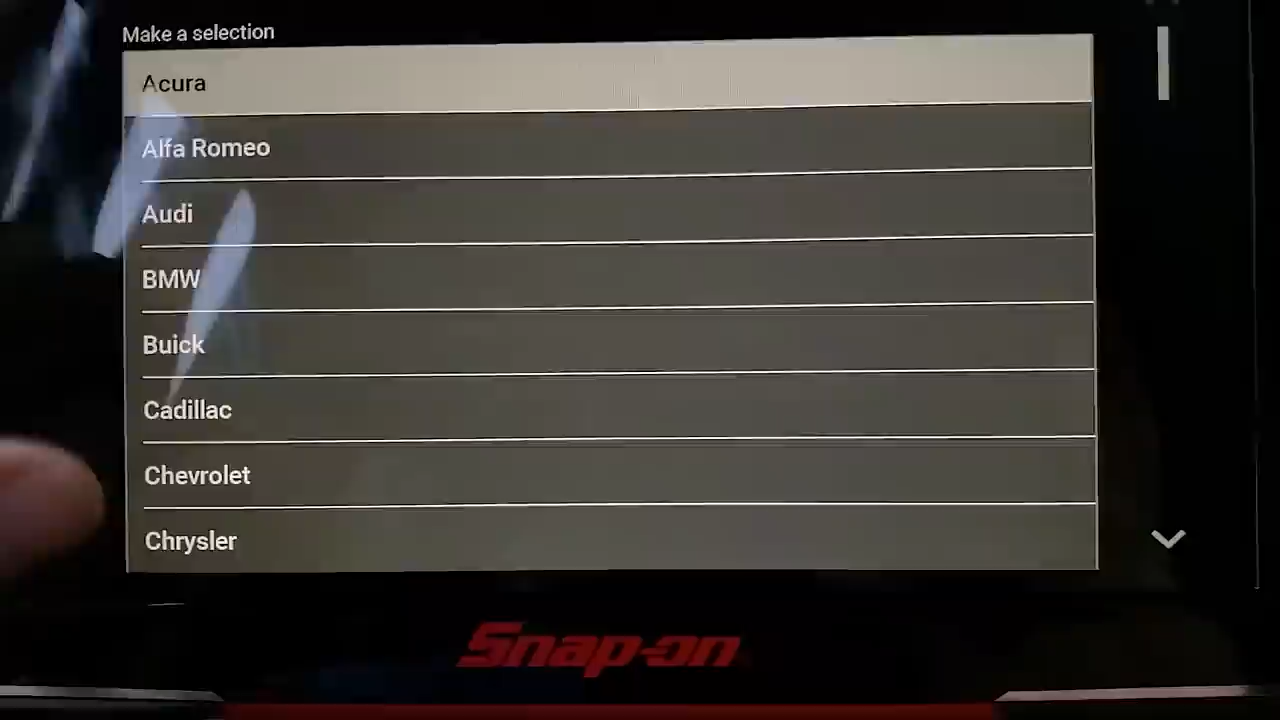 Make a selection
Acura
Alfa Romeo
Audi
BMW
Buick
Cadillac
Chevrolet
Chrysler
Snap-on